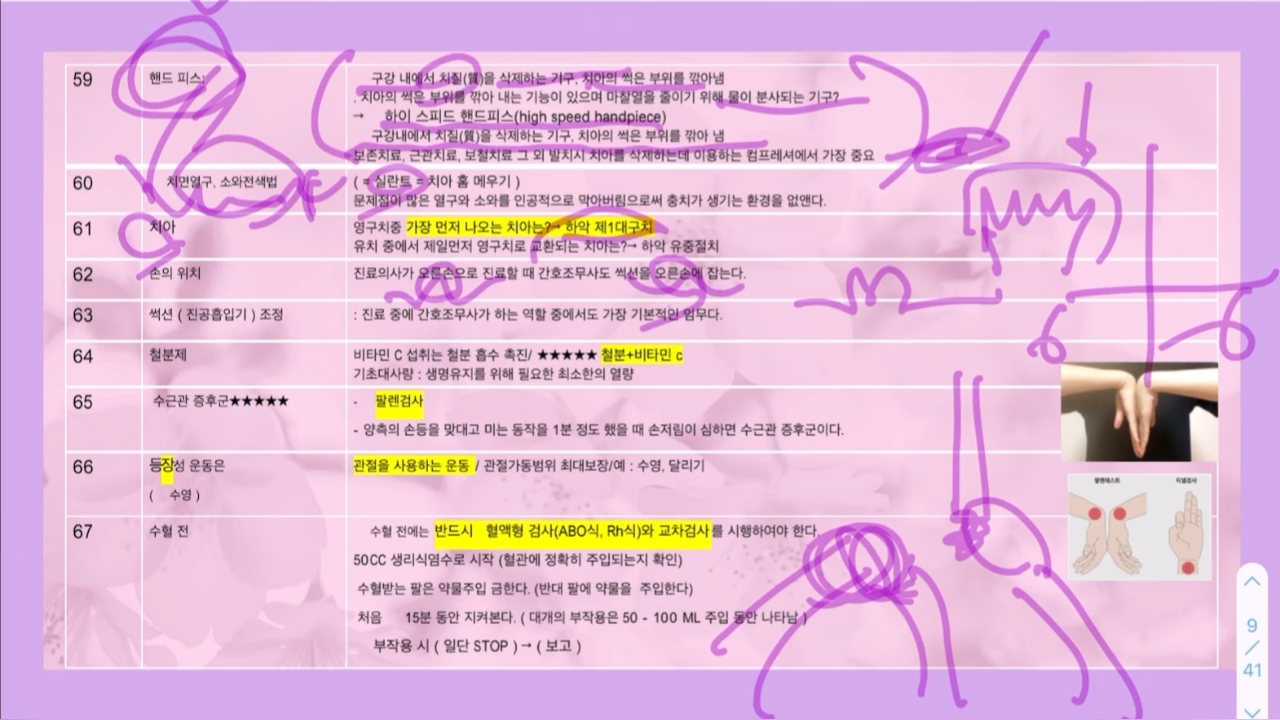 59 핸드 피스: 구강 내에서 치질(質)을 삭제하는 기구, 치아의 썩은 부위를 깎아냄
. 치아의 썩은 부위를 깎아 내는 기능이 있으며 마찰열을 줄이기 위해 물이 분사되는 기구?
→ 하이 스피드 핸드피스(high speed handpiece)
구강내에서 치질(質)을 삭제하는 기구, 치아의 썩은 부위를 깎아 냄
보존치료, 근관치료, 보철치료 그 외 발치시 치아를 삭제하는데 이용하는 컴프레셔에서 가장 중요
60 치면열구, 소와전색법 ( = 실란트 = 치아 홈 메우기 )
문제점이 많은 열구와 소와를 인공적으로 막아버림으로써 충치가 생기는 환경을 없앤다.
61 치아 영구치중 가장 먼저 나오는 치아는?→ 하악 제1대구치
유치 중에서 제일먼저 영구치로 교환되는 치아는?→ 하악 유중절치
62 손의 위치 진료의사가 오른손으로 진료할 때 간호조무사도 썩션을 오른손에 잡는다.
63 썩션 ( 진공흡입기 ) 조정 : 진료 중에 간호조무사가 하는 역할 중에서도 가장 기본적인 임무다.
64 철분제 비타민 C 섭취는 철분 흡수 촉진/ ★★★★★ 철분+비타민 c
기초대사량 : 생명유지를 위해 필요한 최소한의 열량
65 수근관 증후군★★★★★ - 팔렌검사
- 양측의 손등을 맞대고 미는 동작을 1분 정도 했을 때 손저림이 심하면 수근관 증후군이다.
66 등장성 운동은 관절을 사용하는 운동 / 관절가동범위 최대보장/예 : 수영, 달리기
( 수영 )
팔렌테스트 티넬검사
67 수혈 전 수혈 전에는 반드시 혈액형 검사(ABO식, Rh식)와 교차검사를 시행하여야 한다.
50CC 생리식염수로 시작 (혈관에 정확히 주입되는지 확인)
수혈받는 팔은 약물주입 금한다. (반대 팔에 약물을 주입한다)
처음 15분 동안 지켜본다. ( 대개의 부작용은 50 - 100 ML 주입 동안 나타남 )
부작용 시 ( 일단 STOP ) → ( 보고 )
9
/
41